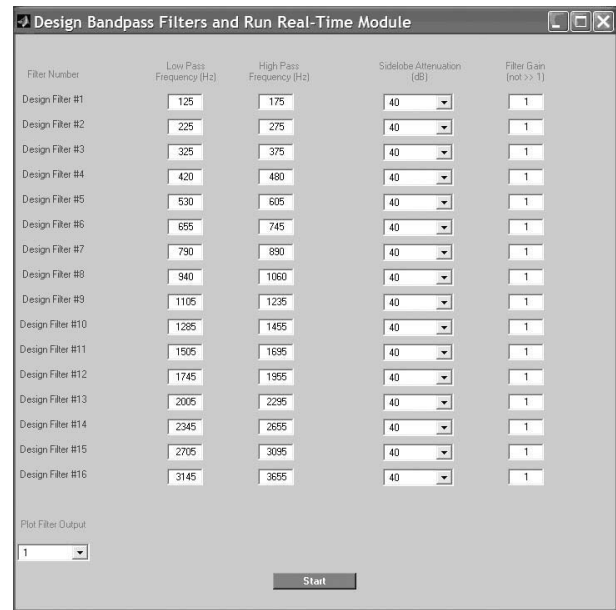 Design Bandpass Filters and Run Real-Time Module
Filter Number Low Pass Frequency (Hz) High Pass Frequency (Hz) Sidelobe Attenuation (dB) Filter Gain (not >> 1)
Design Filter #1 125 175 40 1
Design Filter #2 225 275 40 1
Design Filter #3 325 375 40 1
Design Filter #4 420 480 40 1
Design Filter #5 530 605 40 1
Design Filter #6 655 745 40 1
Design Filter #7 790 890 40 1
Design Filter #8 940 1060 40 1
Design Filter #9 1105 1235 40 1
Design Filter #10 1285 1455 40 1
Design Filter #11 1505 1695 40 1
Design Filter #12 1745 1955 40 1
Design Filter #13 2005 2295 40 1
Design Filter #14 2345 2655 40 1
Design Filter #15 2705 3095 40 1
Design Filter #16 3145 3655 40 1
Plot Filter Output
1
Start